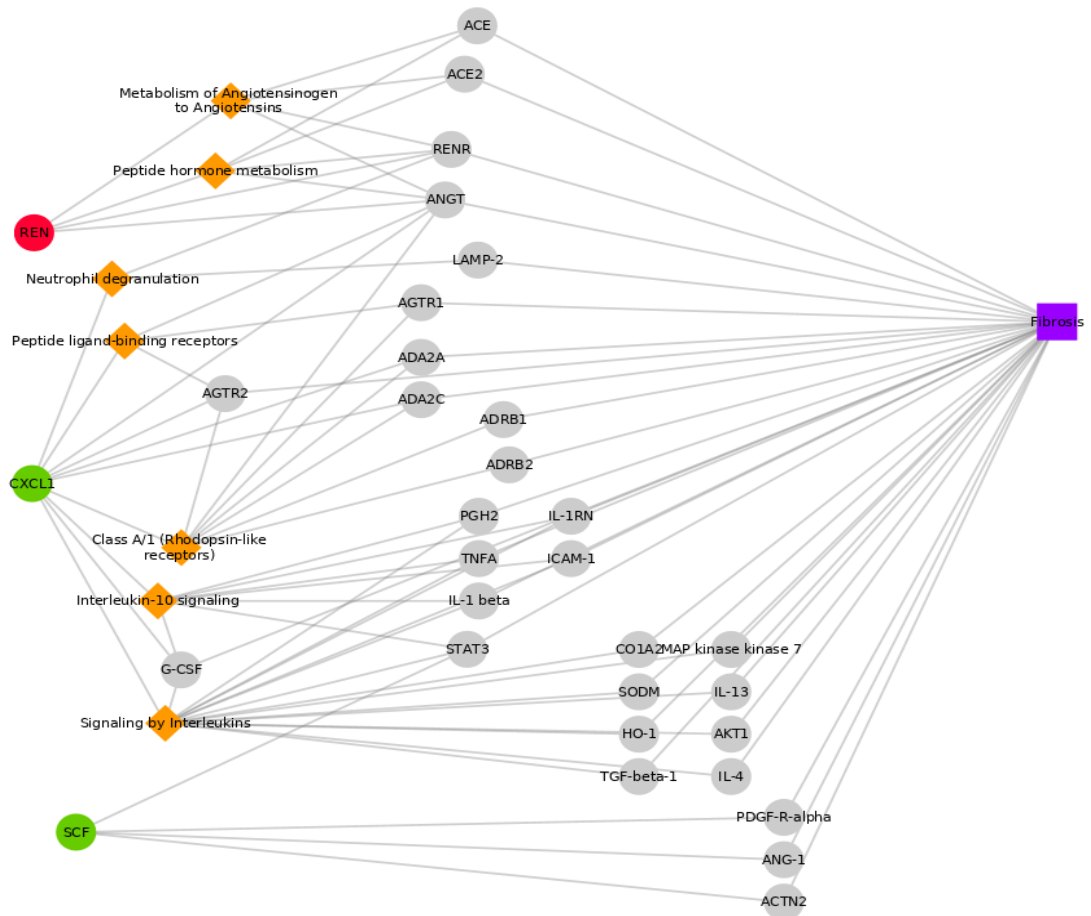 ACE
ACE2
Metabolism of Angiotensinogen
to Angiotensins
RENR
Peptide hormone metabolism
ANGT
REN
LAMP-2
Neutrophil degranulation
AGTR1
Fibrosis
Peptide ligand-binding receptors
ADA2A
AGTR2
ADA2C
ADRB1
ADRB2
CXCL1
PGH2
IL-1RN
Class A/1 (Rhodopsin-like
receptors)
TNFA
ICAM-1
Interleukin-10 signaling
IL-1 beta
STAT3
CO1A2
MAP kinase kinase 7
G-CSF
SODM
IL-13
Signaling by Interleukins
HO-1
AKT1
TGF-beta-1
IL-4
PDGF-R-alpha
SCF
ANG-1
ACTN2